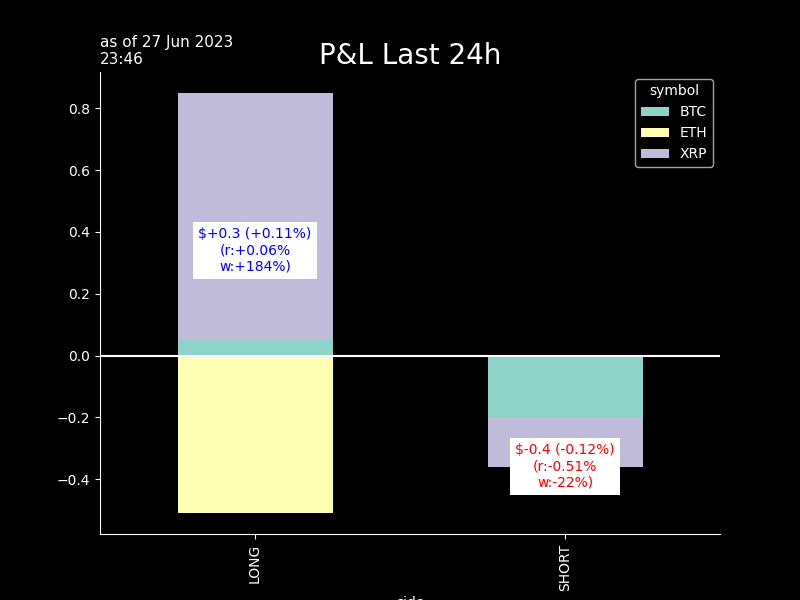 as of 27 Jun 2023
23:46
P&L Last 24h
symbol
BTC
ETH
XRP
0.8
0.6
0.4
0.2
0.0
−0.2
−0.4
$+0.3 (+0.11%)
(r:+0.06%
w:+184%)
$-0.4 (-0.12%)
(r:-0.51%
w:-22%)
LONG
SHORT